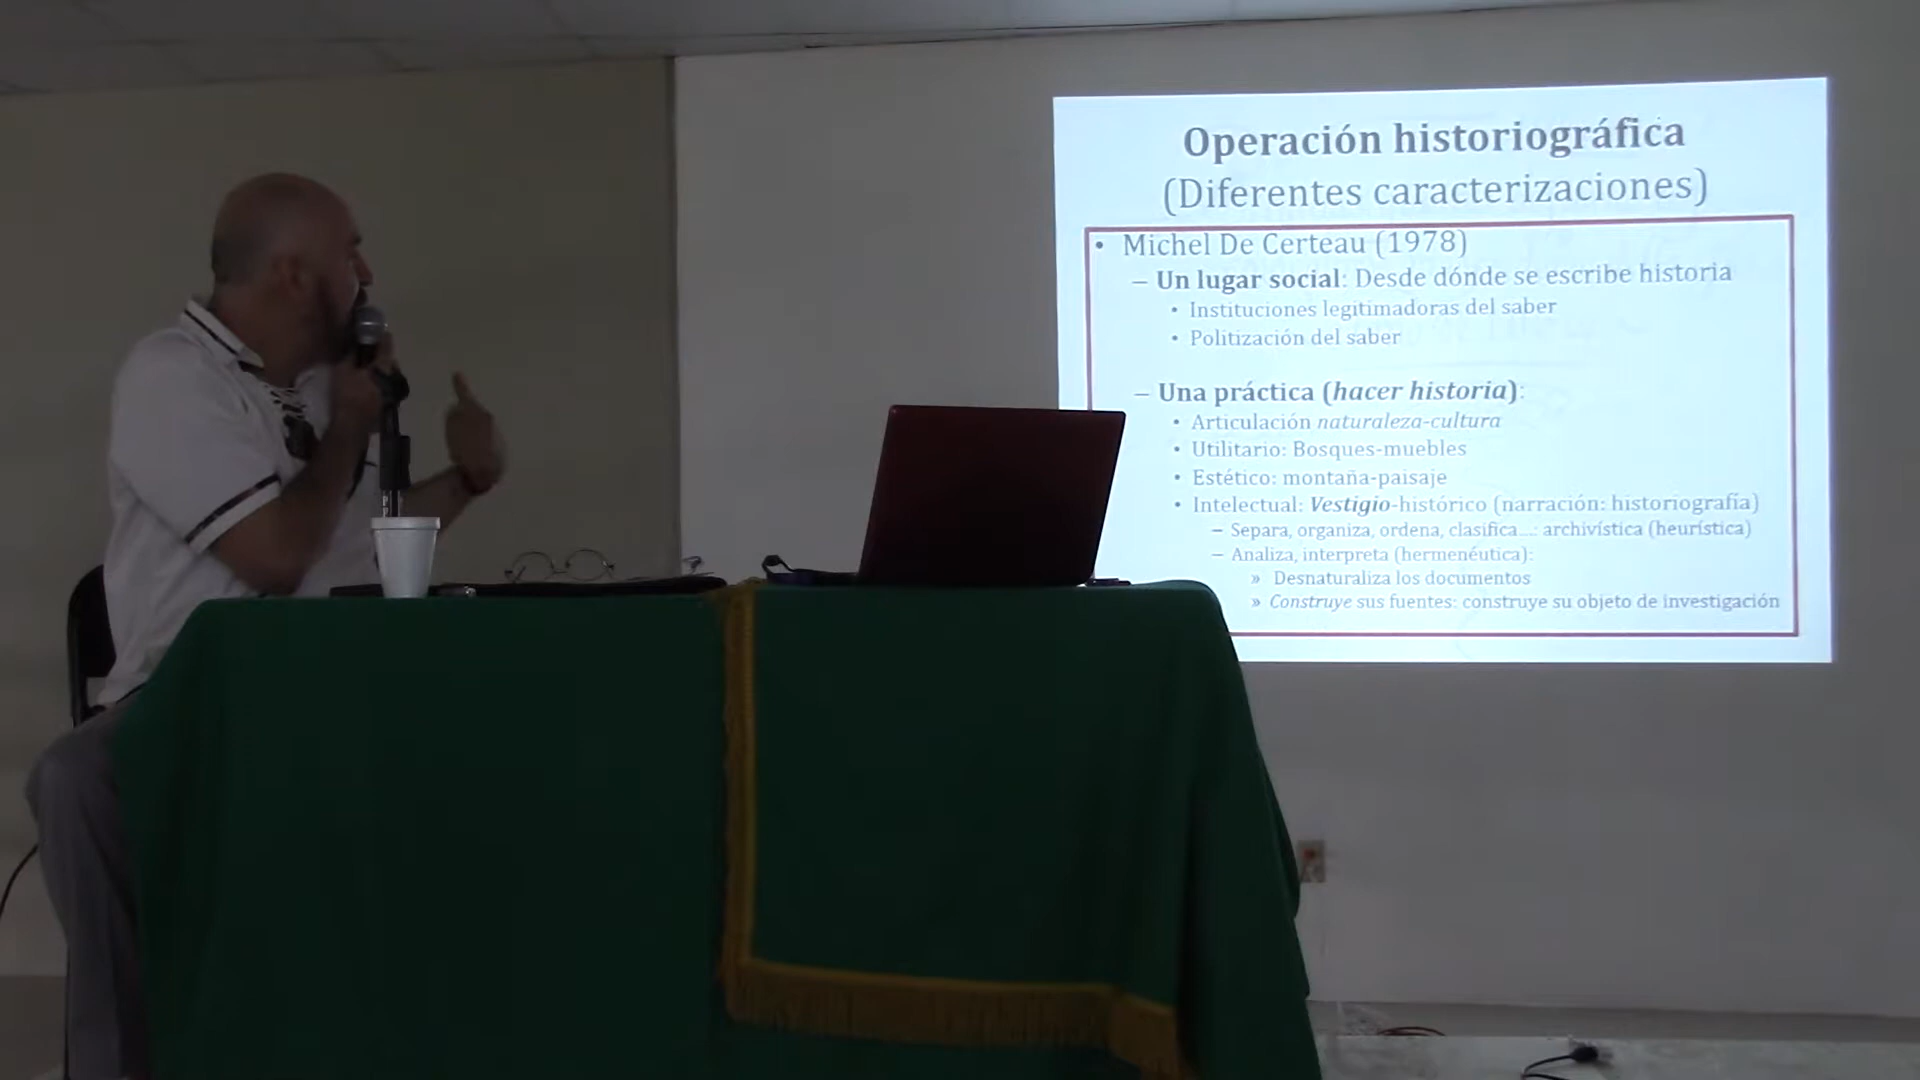 Operación historiográfica
(Diferentes caracterizaciones)
• Michel De Certeau (1978)
– Un lugar social: Desde dónde se escribe historia
• Instituciones legitimadoras del saber
• Politización del saber
– Una práctica (hacer historia):
• Articulación naturaleza-cultura
• Utilitario: Bosques-muebles
• Estético: montaña-paisaje
• Intelectual: Vestigio-histórico (narración: historiografía)
– Separa, organiza, ordena, clasifica….: archivística (heurística)
– Analiza, interpreta (hermenéutica):
» Desnaturaliza los documentos
» Construye sus fuentes: construye su objeto de investigación